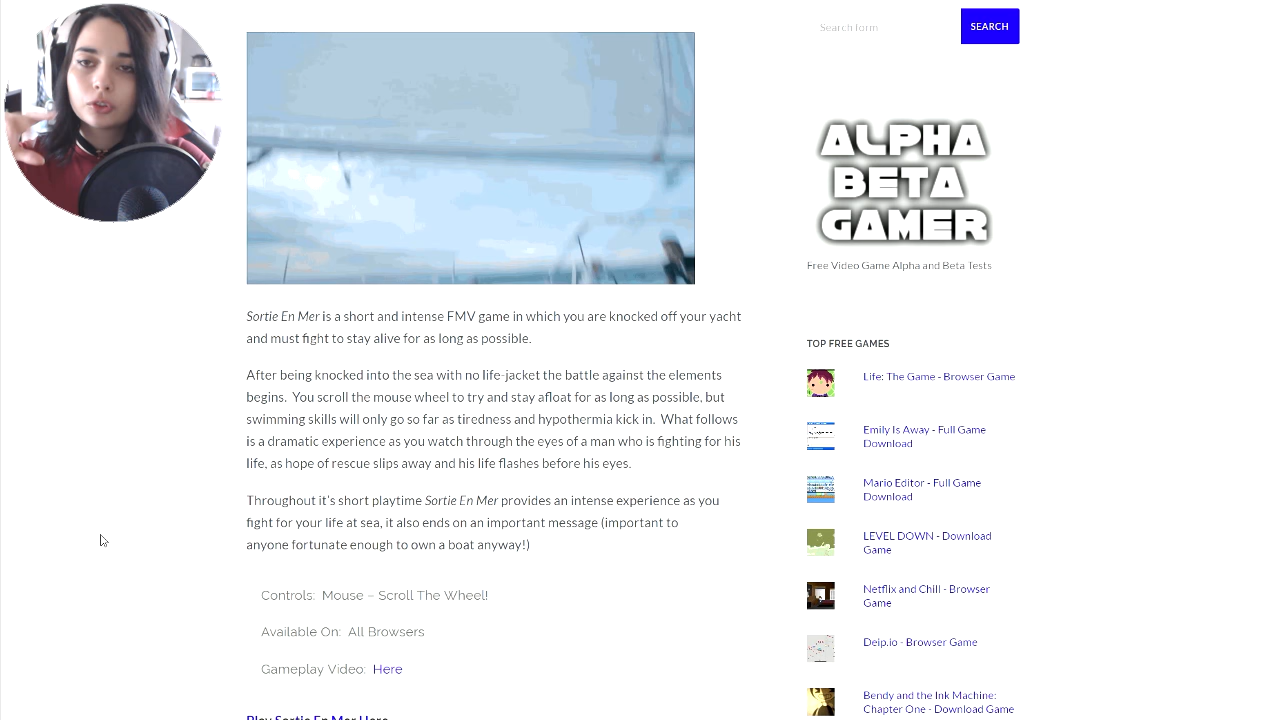 Search form
SEARCH
ALPHA
BETA
GAMER
Free Video Game Alpha and Beta Tests
Sortie En Mer is a short and intense FMV game in which you are knocked off your yacht
and must fight to stay alive for as long as possible.
After being knocked into the sea with no life-jacket the battle against the elements
begins.  You scroll the mouse wheel to try and stay afloat for as long as possible, but
swimming skills will only go so far as tiredness and hypothermia kick in.  What follows
is a dramatic experience as you watch through the eyes of a man who is fighting for his
life, as hope of rescue slips away and his life flashes before his eyes.
Throughout it's short playtime Sortie En Mer provides an intense experience as you
fight for your life at sea, it also ends on an important message (important to
anyone fortunate enough to own a boat anyway!)
Controls:  Mouse – Scroll The Wheel!
Available On:  All Browsers
Gameplay Video:  Here
Play Sortie En Mer Here
TOP FREE GAMES
Life: The Game - Browser Game
Emily Is Away - Full Game
Download
Mario Editor - Full Game
Download
LEVEL DOWN - Download
Game
Netflix and Chill - Browser
Game
Deip.io - Browser Game
Bendy and the Ink Machine:
Chapter One - Download Game